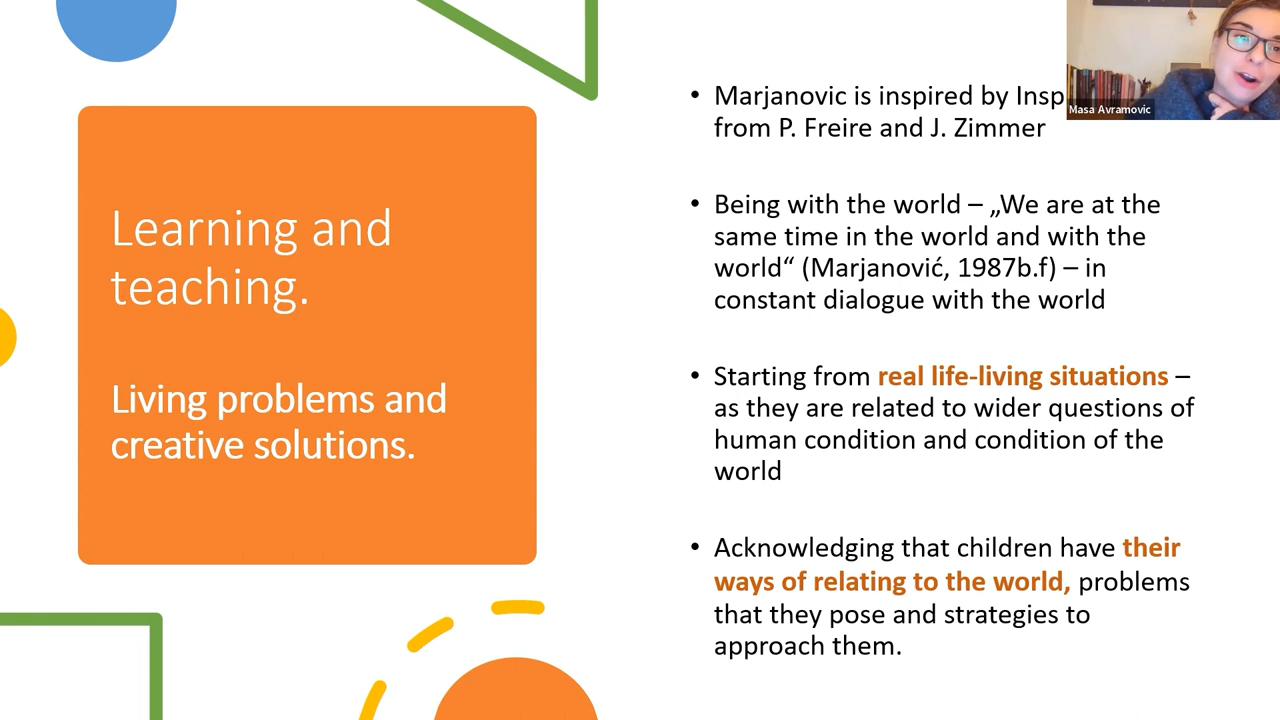 Learning and
teaching.
Living problems and
creative solutions.
• Marjanovic is inspired by Insp
from P. Freire and J. Zimmer
• Being with the world – „We are at the
same time in the world and with the
world“ (Marjanović, 1987b.f) – in
constant dialogue with the world
• Starting from real life-living situations –
as they are related to wider questions of
human condition and condition of the
world
• Acknowledging that children have their
ways of relating to the world, problems
that they pose and strategies to
approach them.
Masa Avramovic